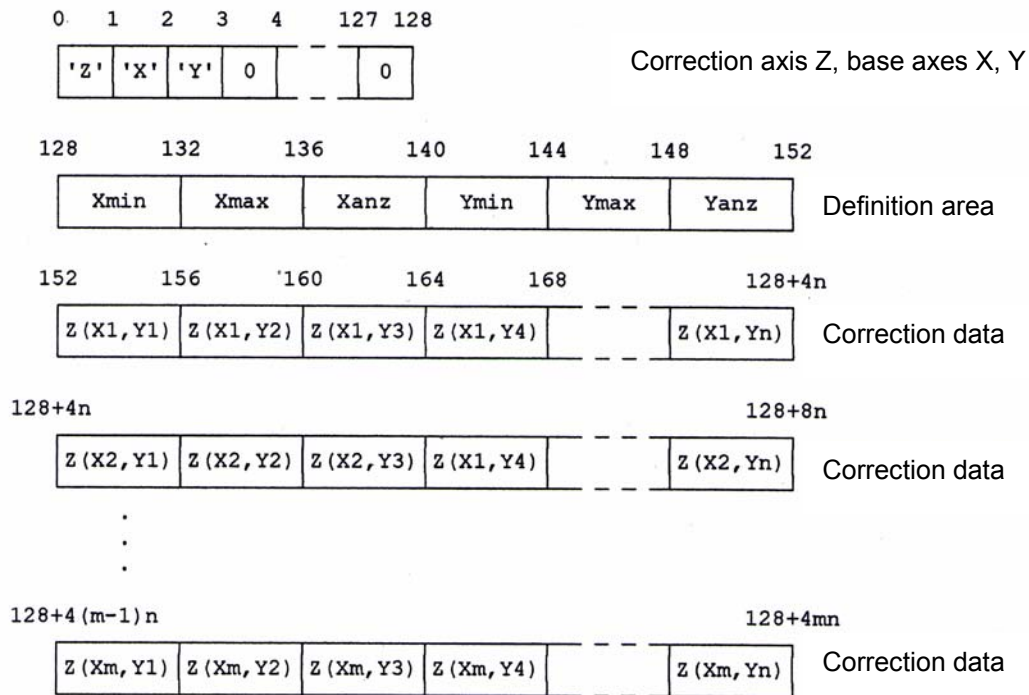 0 1 2 3 4 127 128
'Z' 'X' 'Y' 0 0 Correction axis Z, base axes X, Y
128 132 136 140 144 148 152
Xmin Xmax Xanz Ymin Ymax Yanz Definition area
152 156 160 164 168 128+4n
Z(X1,Y1) Z(X1,Y2) Z(X1,Y3) Z(X1,Y4) Z(X1,Yn) Correction data
128+4n 128+8n
Z(X2,Y1) Z(X2,Y2) Z(X2,Y3) Z(X1,Y4) Z(X2,Yn) Correction data
128+4(m-1)n 128+4mn
Z(Xm,Y1) Z(Xm,Y2) Z(Xm,Y3) Z(Xm,Y4) Z(Xm,Yn) Correction data